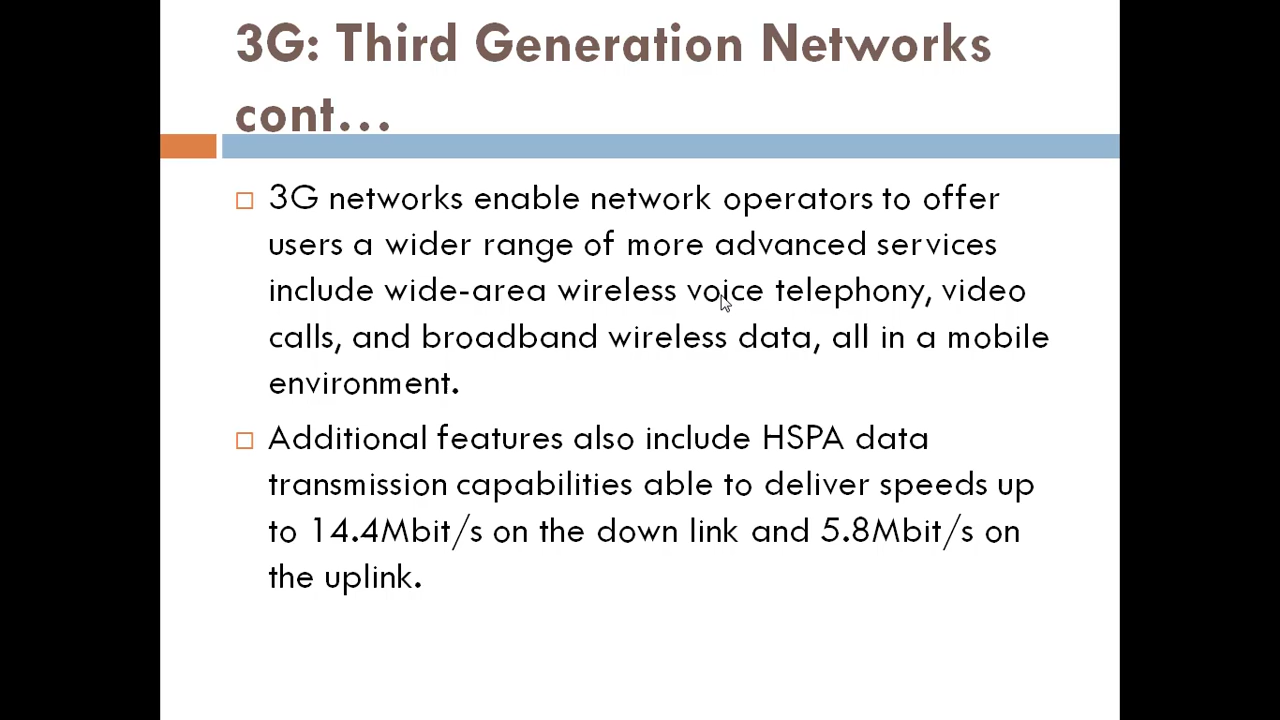 3G: Third Generation Networks
cont...
3G networks enable network operators to offer
users a wider range of more advanced services
include wide-area wireless voice telephony, video
calls, and broadband wireless data, all in a mobile
environment.
Additional features also include HSPA data
transmission capabilities able to deliver speeds up
to 14.4Mbit/s on the down link and 5.8Mbit/s on
the uplink.